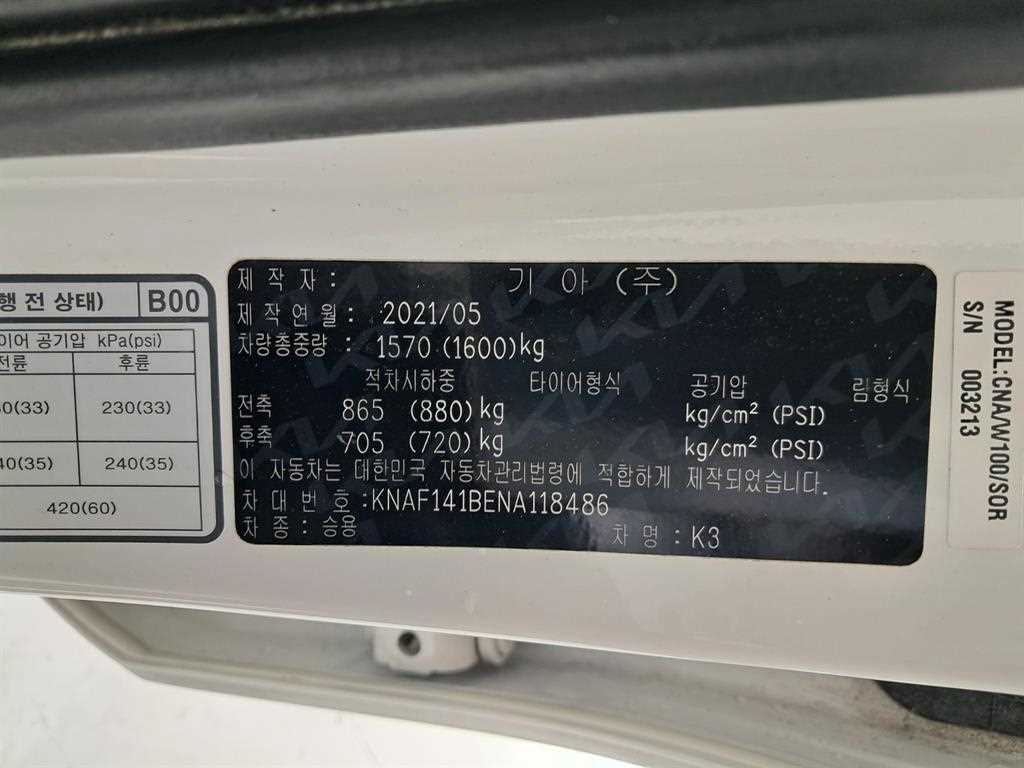 행 전 상태) B00
이어 공기압 kPa(psi)
전륜 후륜
0(33) 230(33)
40(35) 240(35)
420(60)
제 작 자 : 기 아 (주)
제 작 연 월 : 2021/05
차량총중량 : 1570 (1600)kg
적차시하중 타이어형식 공기압 림형식
전축 865 (880)kg kg/cm² (PSI)
후축 705 (720)kg kg/cm² (PSI)
이 자동차는 대한민국 자동차관리법령에 적합하게 제작되었습니다.
차 대 번 호 :KNAF141BENA118486
차 종 : 승용 차 명 : K3
MODEL:CNA/W100/SOR
S/N 003213